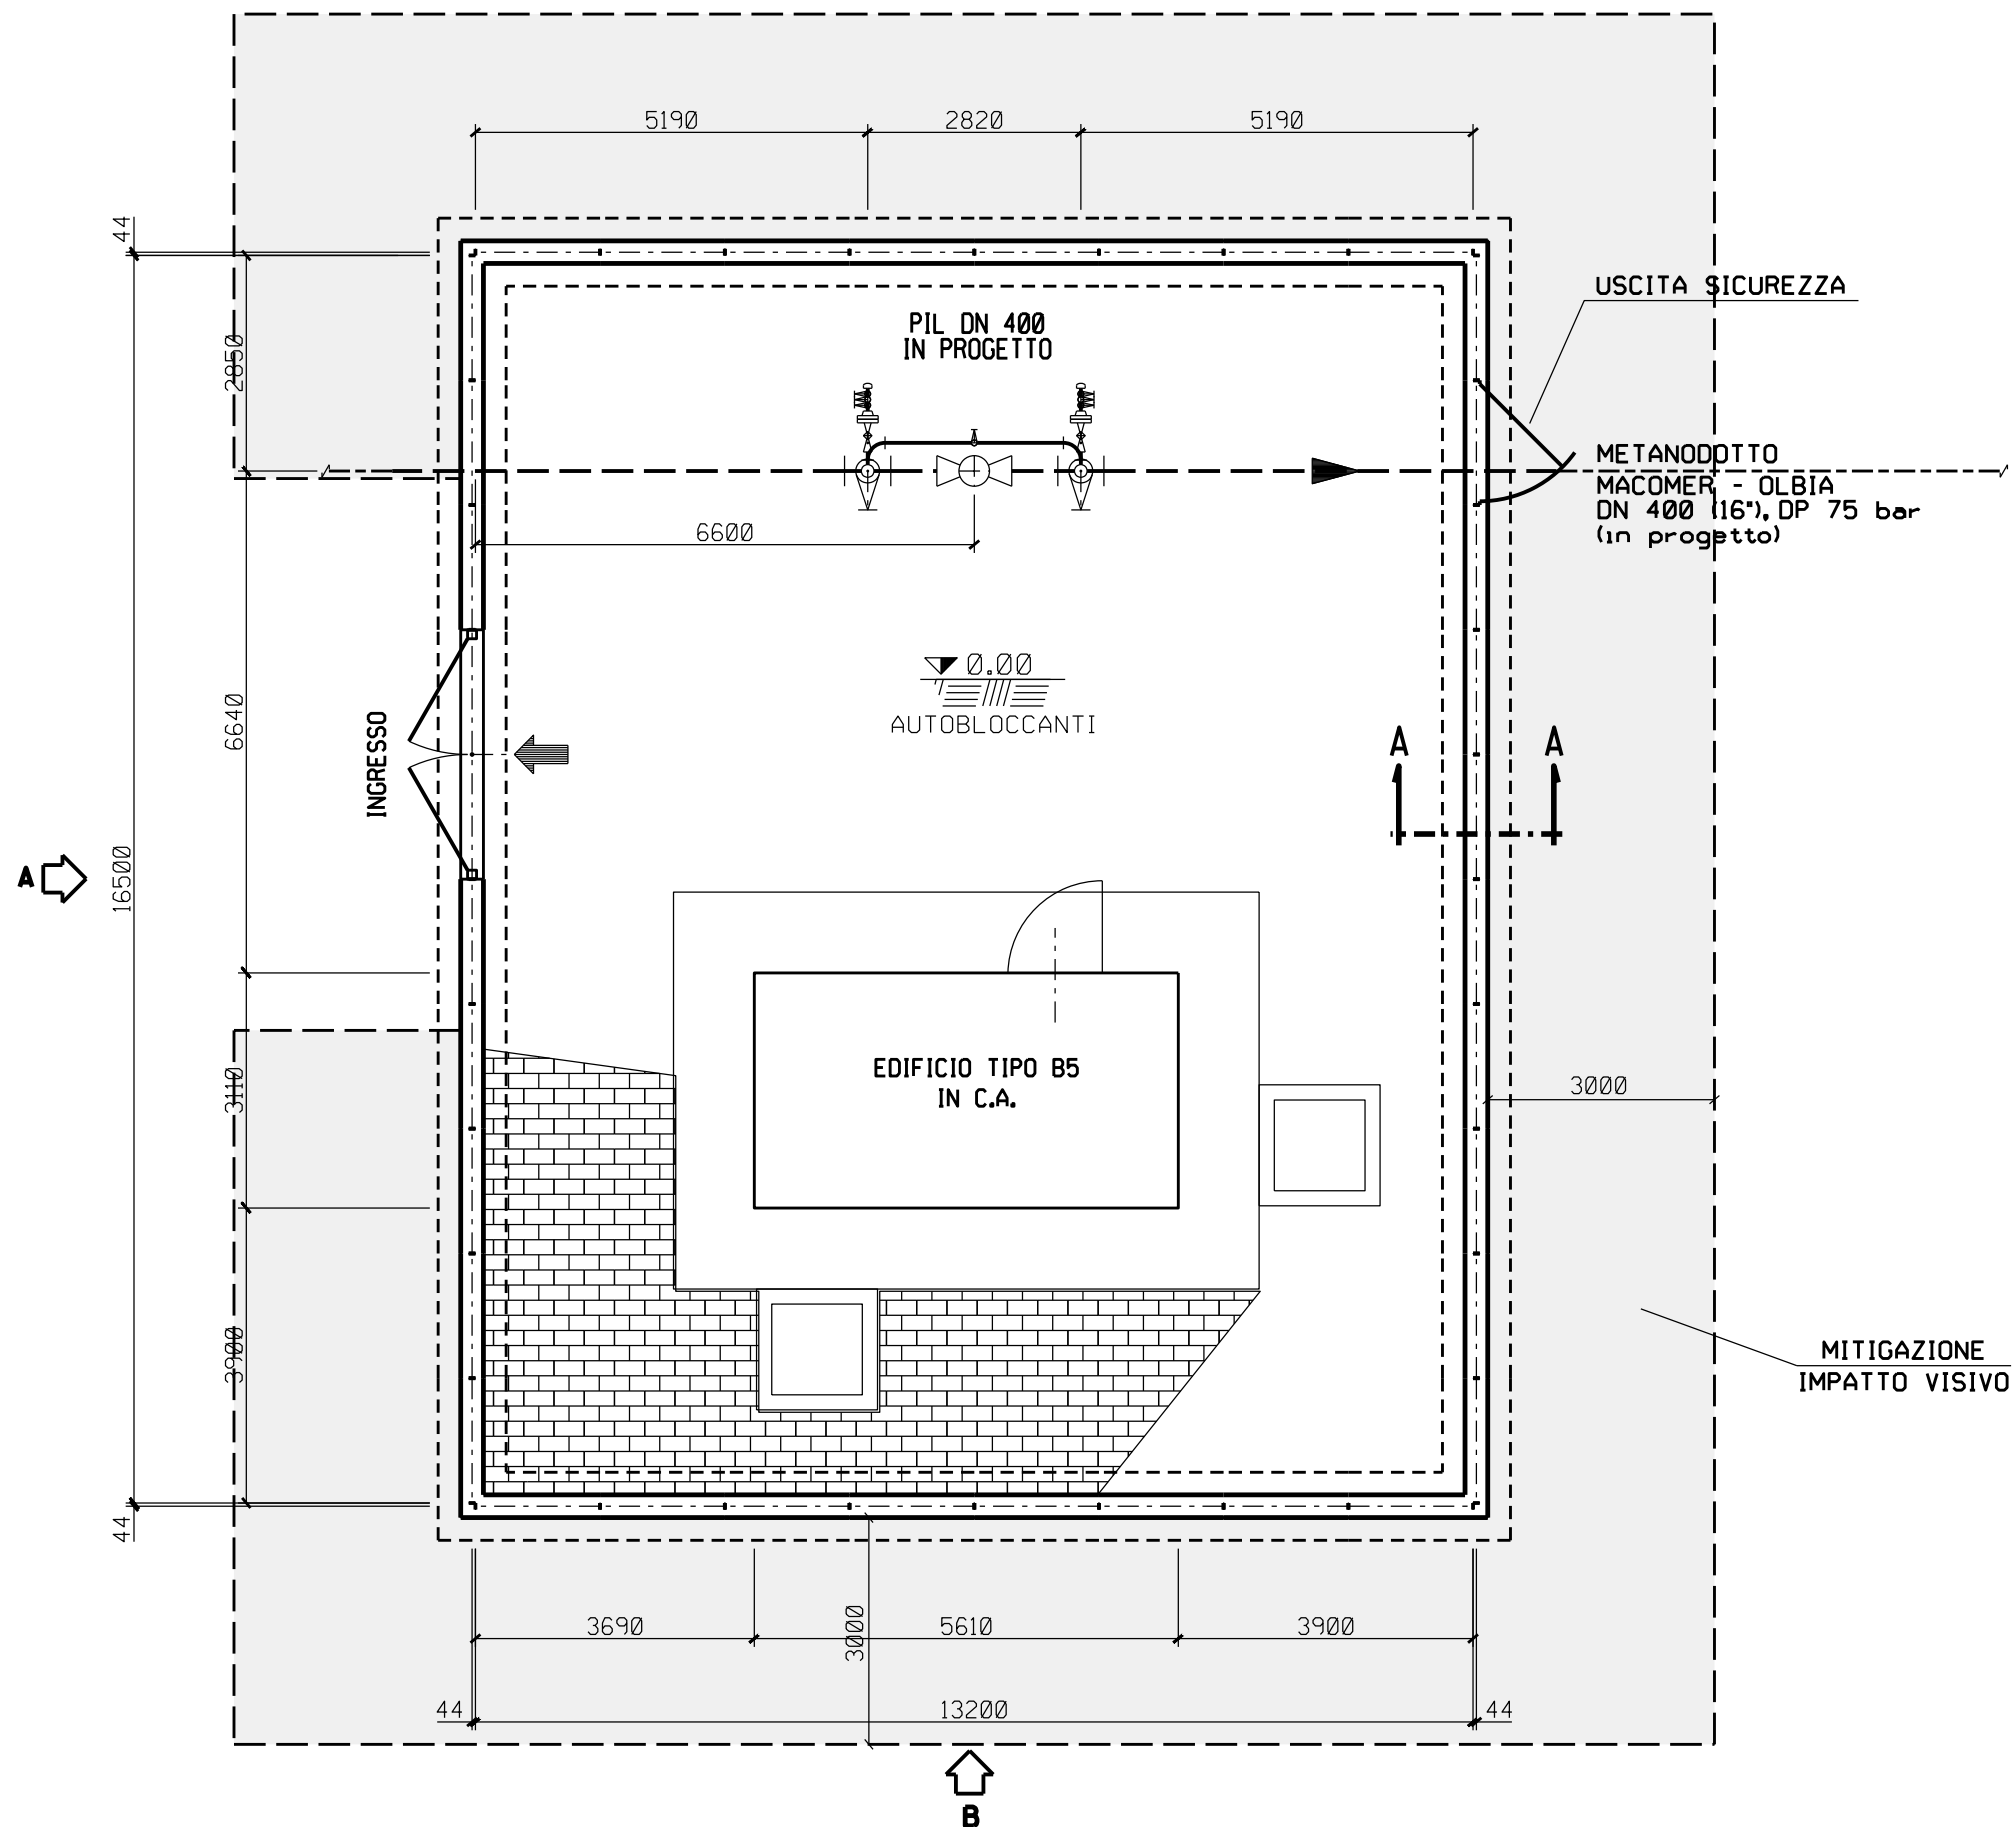 5190
2820
5190
44
USCITA SICUREZZA
PIL DN 400
IN PROGETTO
2850
METANODOTTO
MACOMER - OLBIA
DN 400 (16"), DP 75 bar
(in progetto)
6600
0.00
AUTOBLOCCANTI
6640
INGRESSO
A
A
A
16500
EDIFICIO TIPO B5
IN C.A.
3110
3000
3900
MITIGAZIONE
IMPATTO VISIVO
44
3690
3000
5610
3900
44
13200
44
B